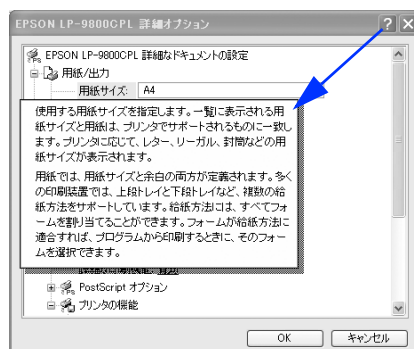 EPSON LP-9800CPL 詳細オプション
EPSON LP-9800CPL 詳細なドキュメントの設定
用紙/出力
用紙サイズ: A4
使用する用紙サイズを指定します。一覧に表示される用
紙サイズと用紙は、プリンタでサポートされるものに一致し
ます。プリンタに応じて、レター、リーガル、封筒などの用
紙サイズが表示されます。
用紙では、用紙サイズと余白の両方が定義されます。多く
の印刷装置では、上段トレイと下段トレイなど、複数の給
紙方法をサポートしています。給紙方法には、すべてフォ
ームを割り当てることができます。フォームが給紙方法に
適合すれば、プログラムから印刷するときに、そのフォー
ムを選択できます。
PostScript オプション
プリンタの機能
OK キャンセル